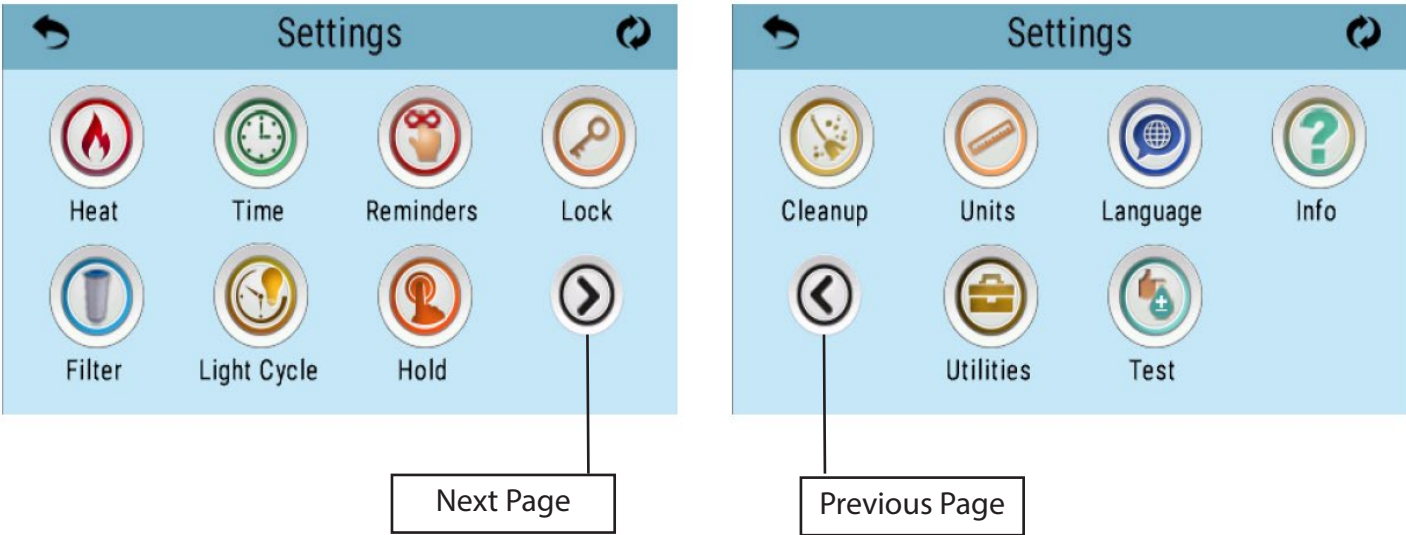 Settings
Heat Time Reminders Lock
Filter Light Cycle Hold
Next Page
Settings
Cleanup Units Language Info
Utilities Test
Previous Page